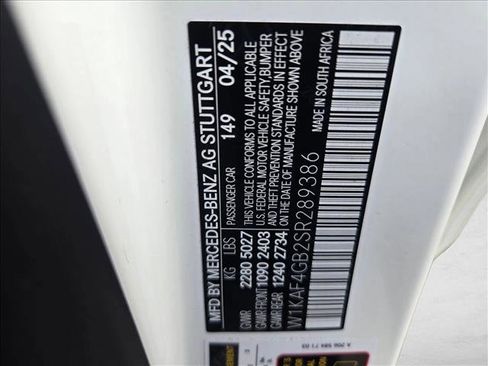 MFD BY MERCEDES-BENZ AG STUTTGART
PASSENGER CAR 149 04/25
KG LBS
GVWR 2280 5027
GAWR FRONT 1090 2403
GAWR REAR 1240 2734
THIS VEHICLE CONFORMS TO ALL APPLICABLE
U.S. FEDERAL MOTOR VEHICLE SAFETY, BUMPER
AND THEFT PREVENTION STANDARDS IN EFFECT
ON THE DATE OF MANUFACTURE SHOWN ABOVE
W1KAF4GB2SR289386 MADE IN SOUTH AFRICA